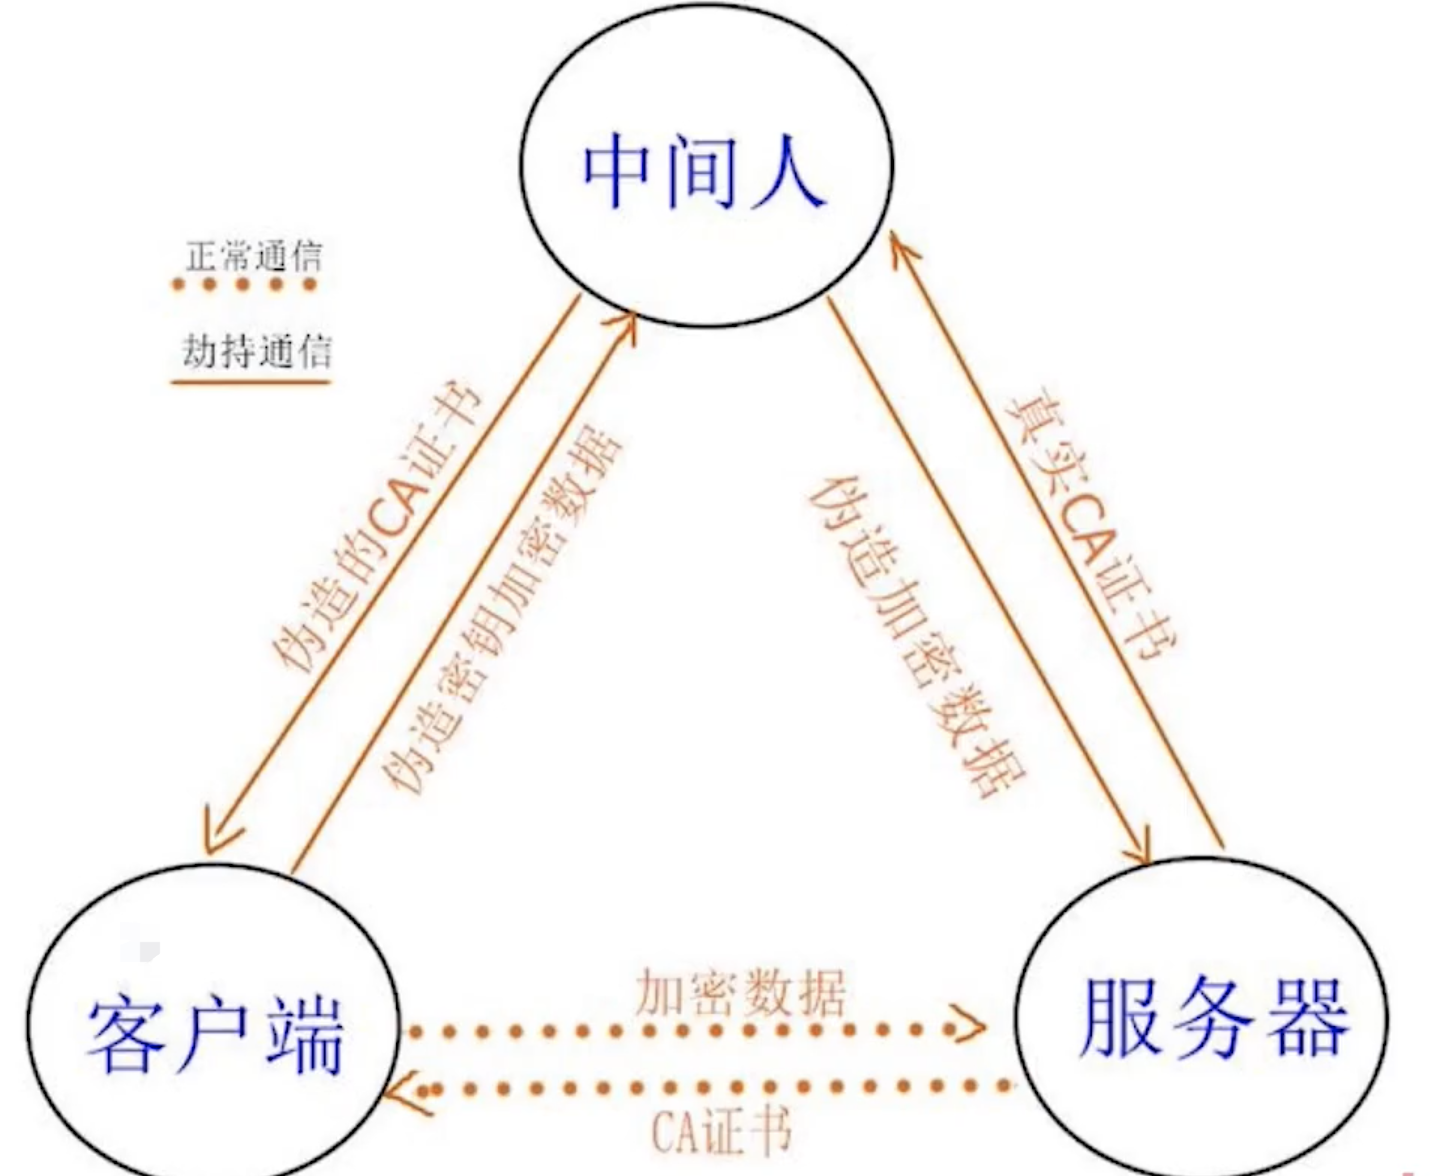 中间人
正常通信
劫持通信
伪造的CA证书
伪造密钥加密数据
伪造加密数据
真实CA证书
客户端
加密数据
CA证书
服务器